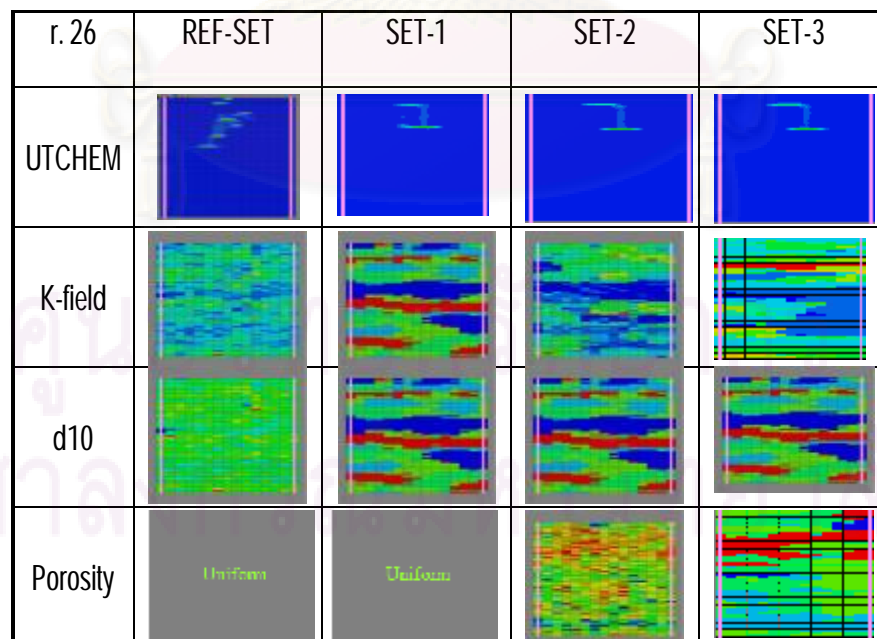 r. 26 REF-SET SET-1 SET-2 SET-3
UTCHEM
K-field
d10
Porosity Uniform Uniform